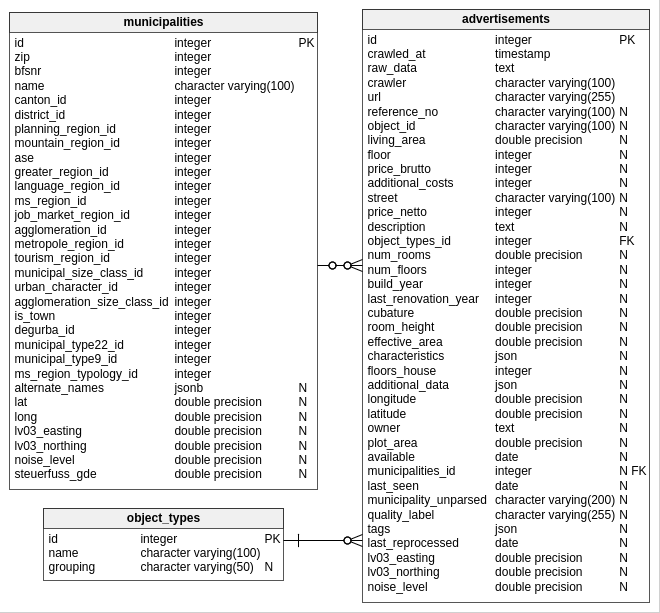 municipalities
id integer PK
zip integer
bfsnr integer
name character varying(100)
canton_id integer
district_id integer
planning_region_id integer
mountain_region_id integer
ase integer
greater_region_id integer
language_region_id integer
ms_region_id integer
job_market_region_id integer
agglomeration_id integer
metropole_region_id integer
tourism_region_id integer
municipal_size_class_id integer
urban_character_id integer
agglomeration_size_class_id integer
is_town integer
degurba_id integer
municipal_type22_id integer
municipal_type9_id integer
ms_region_typology_id integer
alternate_names jsonb N
lat double precision N
long double precision N
lv03_easting double precision N
lv03_northing double precision N
noise_level double precision N
steuerfuss_gde double precision N
object_types
id integer PK
name character varying(100)
grouping character varying(50) N
advertisements
id integer PK
crawled_at timestamp
raw_data text
crawler character varying(100)
url character varying(255)
reference_no character varying(100) N
object_id character varying(100) N
living_area double precision N
floor integer N
price_brutto integer N
additional_costs integer N
street character varying(100) N
price_netto integer N
description text N
object_types_id integer FK
num_rooms double precision N
num_floors integer N
build_year integer N
last_renovation_year integer N
cubature double precision N
room_height double precision N
effective_area double precision N
characteristics json N
floors_house integer N
additional_data json N
longitude double precision N
latitude double precision N
owner text N
plot_area double precision N
available date N
municipalities_id integer N FK
last_seen date N
municipality_unparsed character varying(200) N
quality_label character varying(255) N
tags json N
last_reprocessed date N
lv03_easting double precision N
lv03_northing double precision N
noise_level double precision N